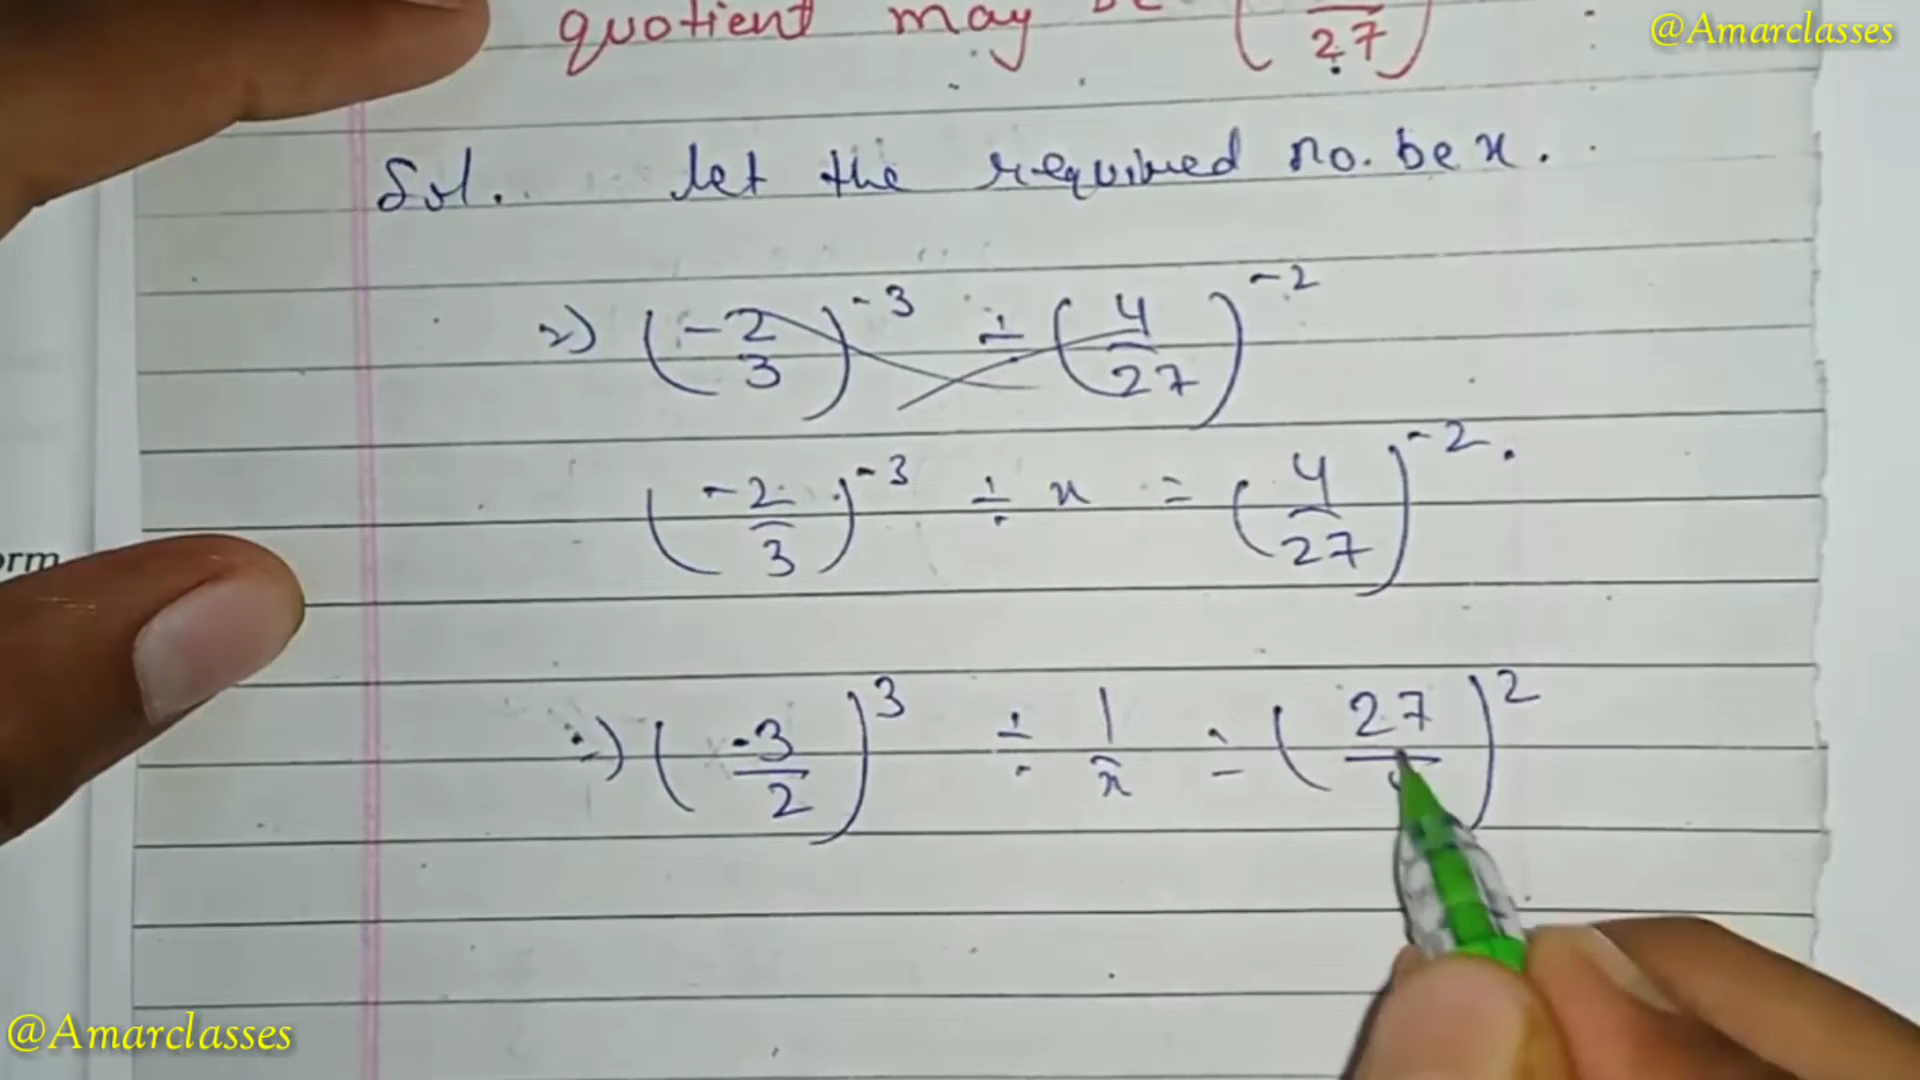 @Amarclasses
quotient may be (27)
Sol. let the required no. be x.
=) (-2/3)^-3 ÷ (4/27)^-2
(-2/3)^-3 ÷ x = (4/27)^-2.
=) (-3/2)^3 ÷ 1/x = (27/)^2
orm
@Amarclasses